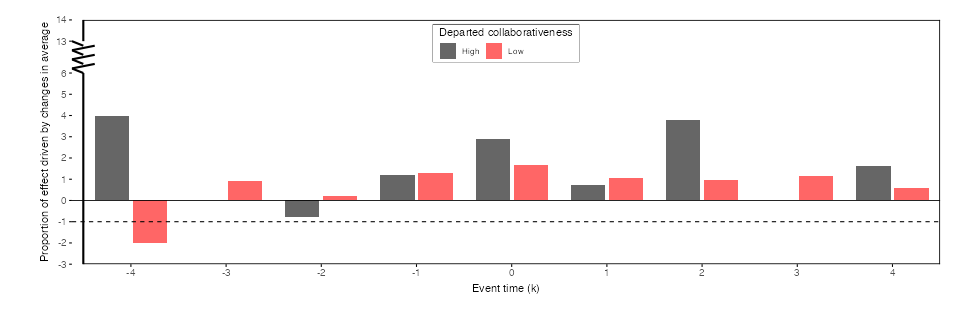 Departed collaborativeness
High Low
Proportion of effect driven by changes in average
14
13
6
5
4
3
2
1
0
-1
-2
-3
-4 -3 -2 -1 0 1 2 3 4
Event time (k)